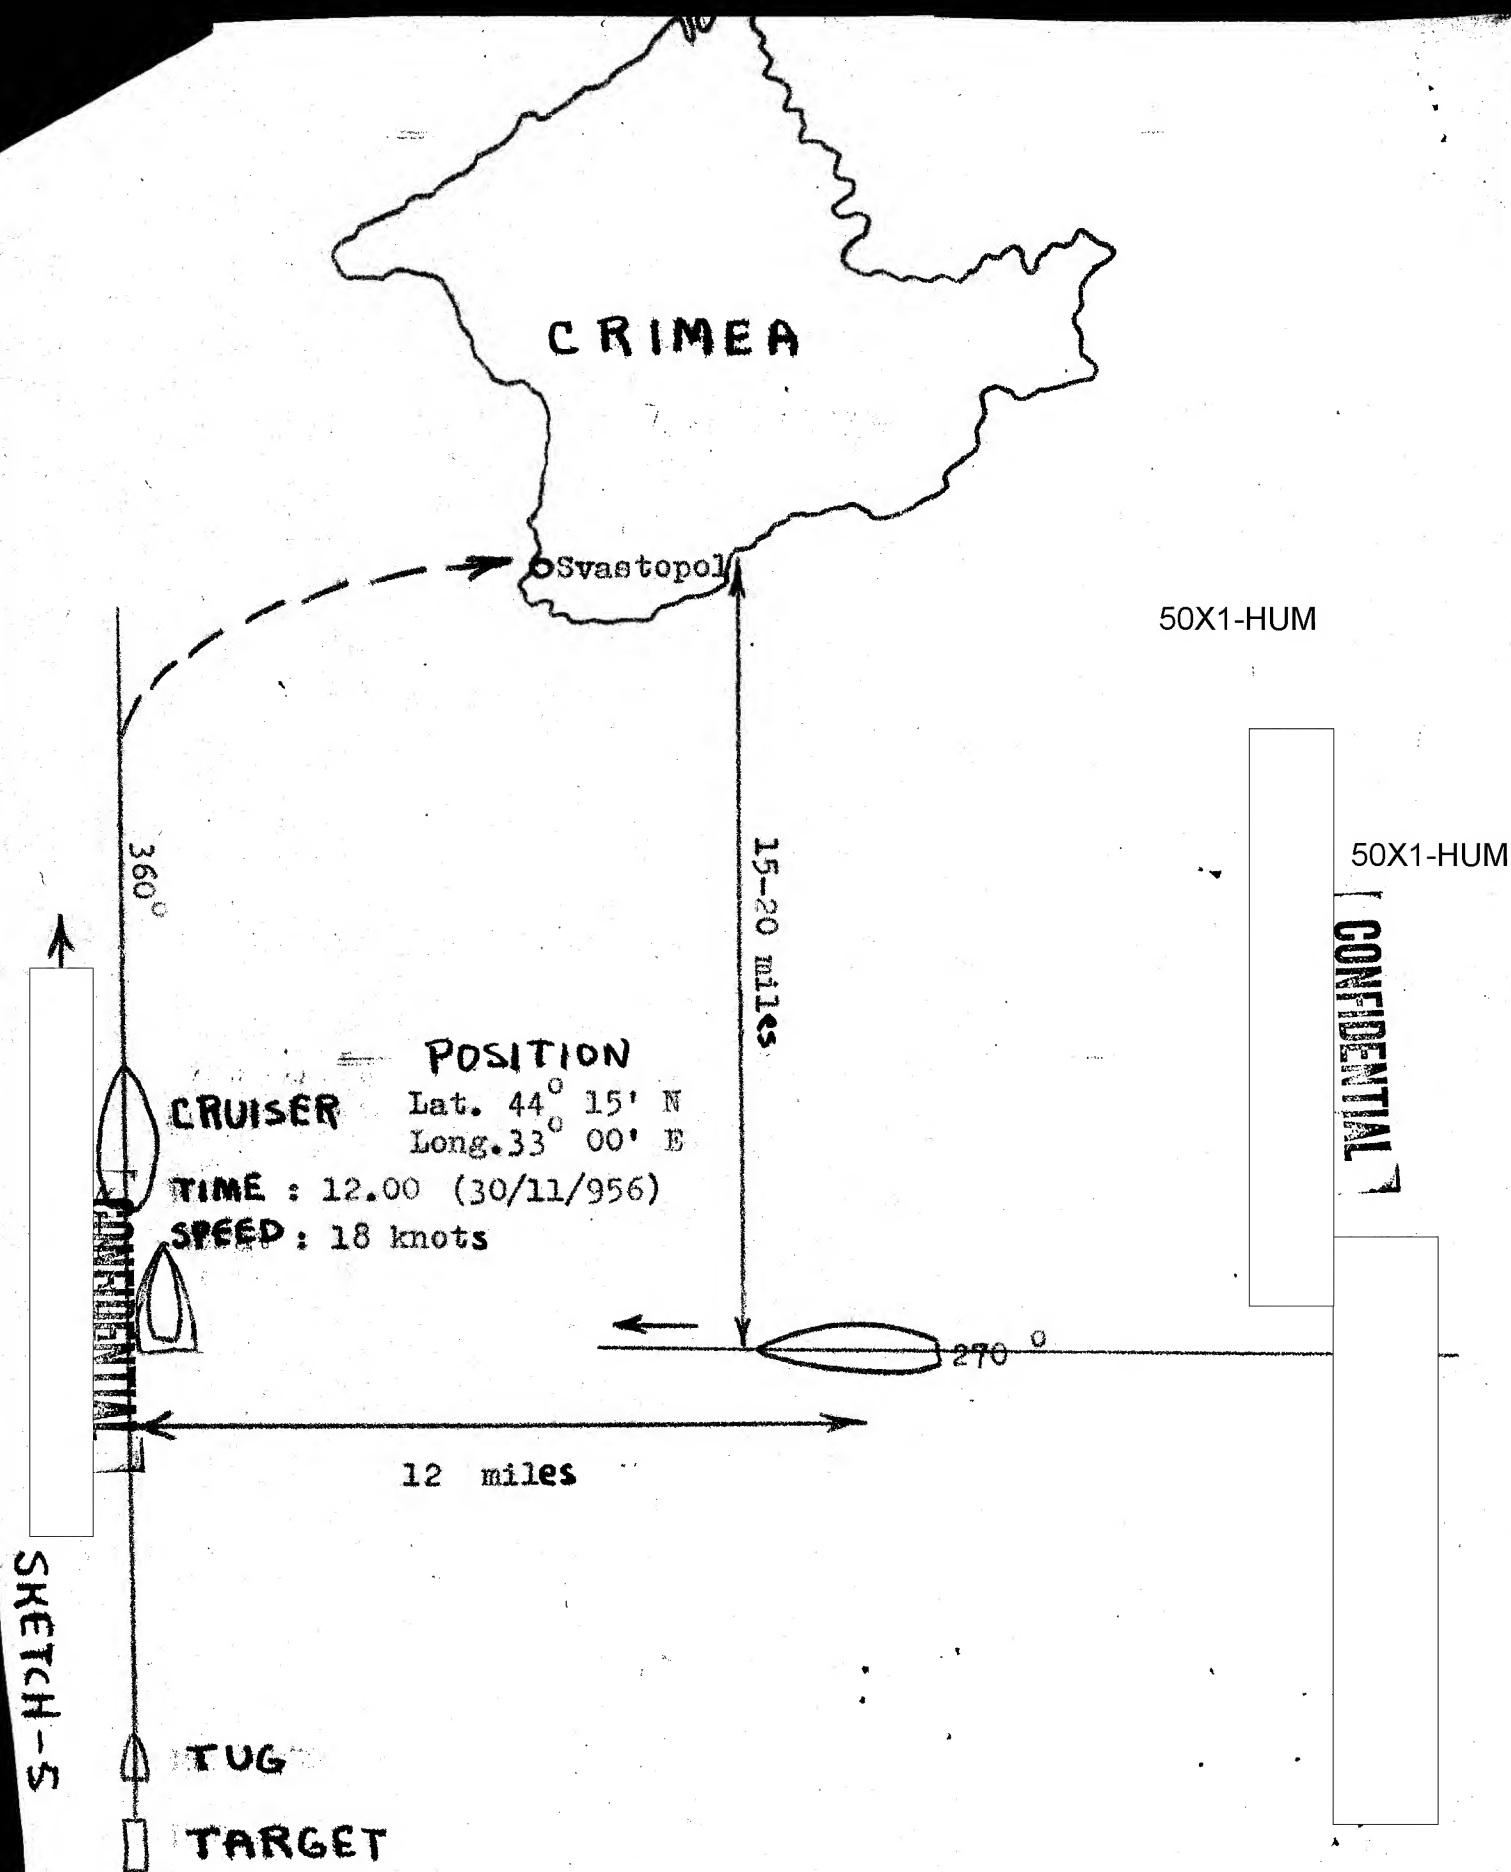 CRIMEA
Svastopol
50X1-HUM
360°
15-20 miles
50X1-HUM
CONFIDENTIAL
POSITION
CRUISER Lat. 44° 15' N
Long.33° 00' E
TIME : 12.00 (30/11/956)
SPEED : 18 knots
CONFIDENTIAL
270 °
12 miles
SKETCH-5
TUG
TARGET